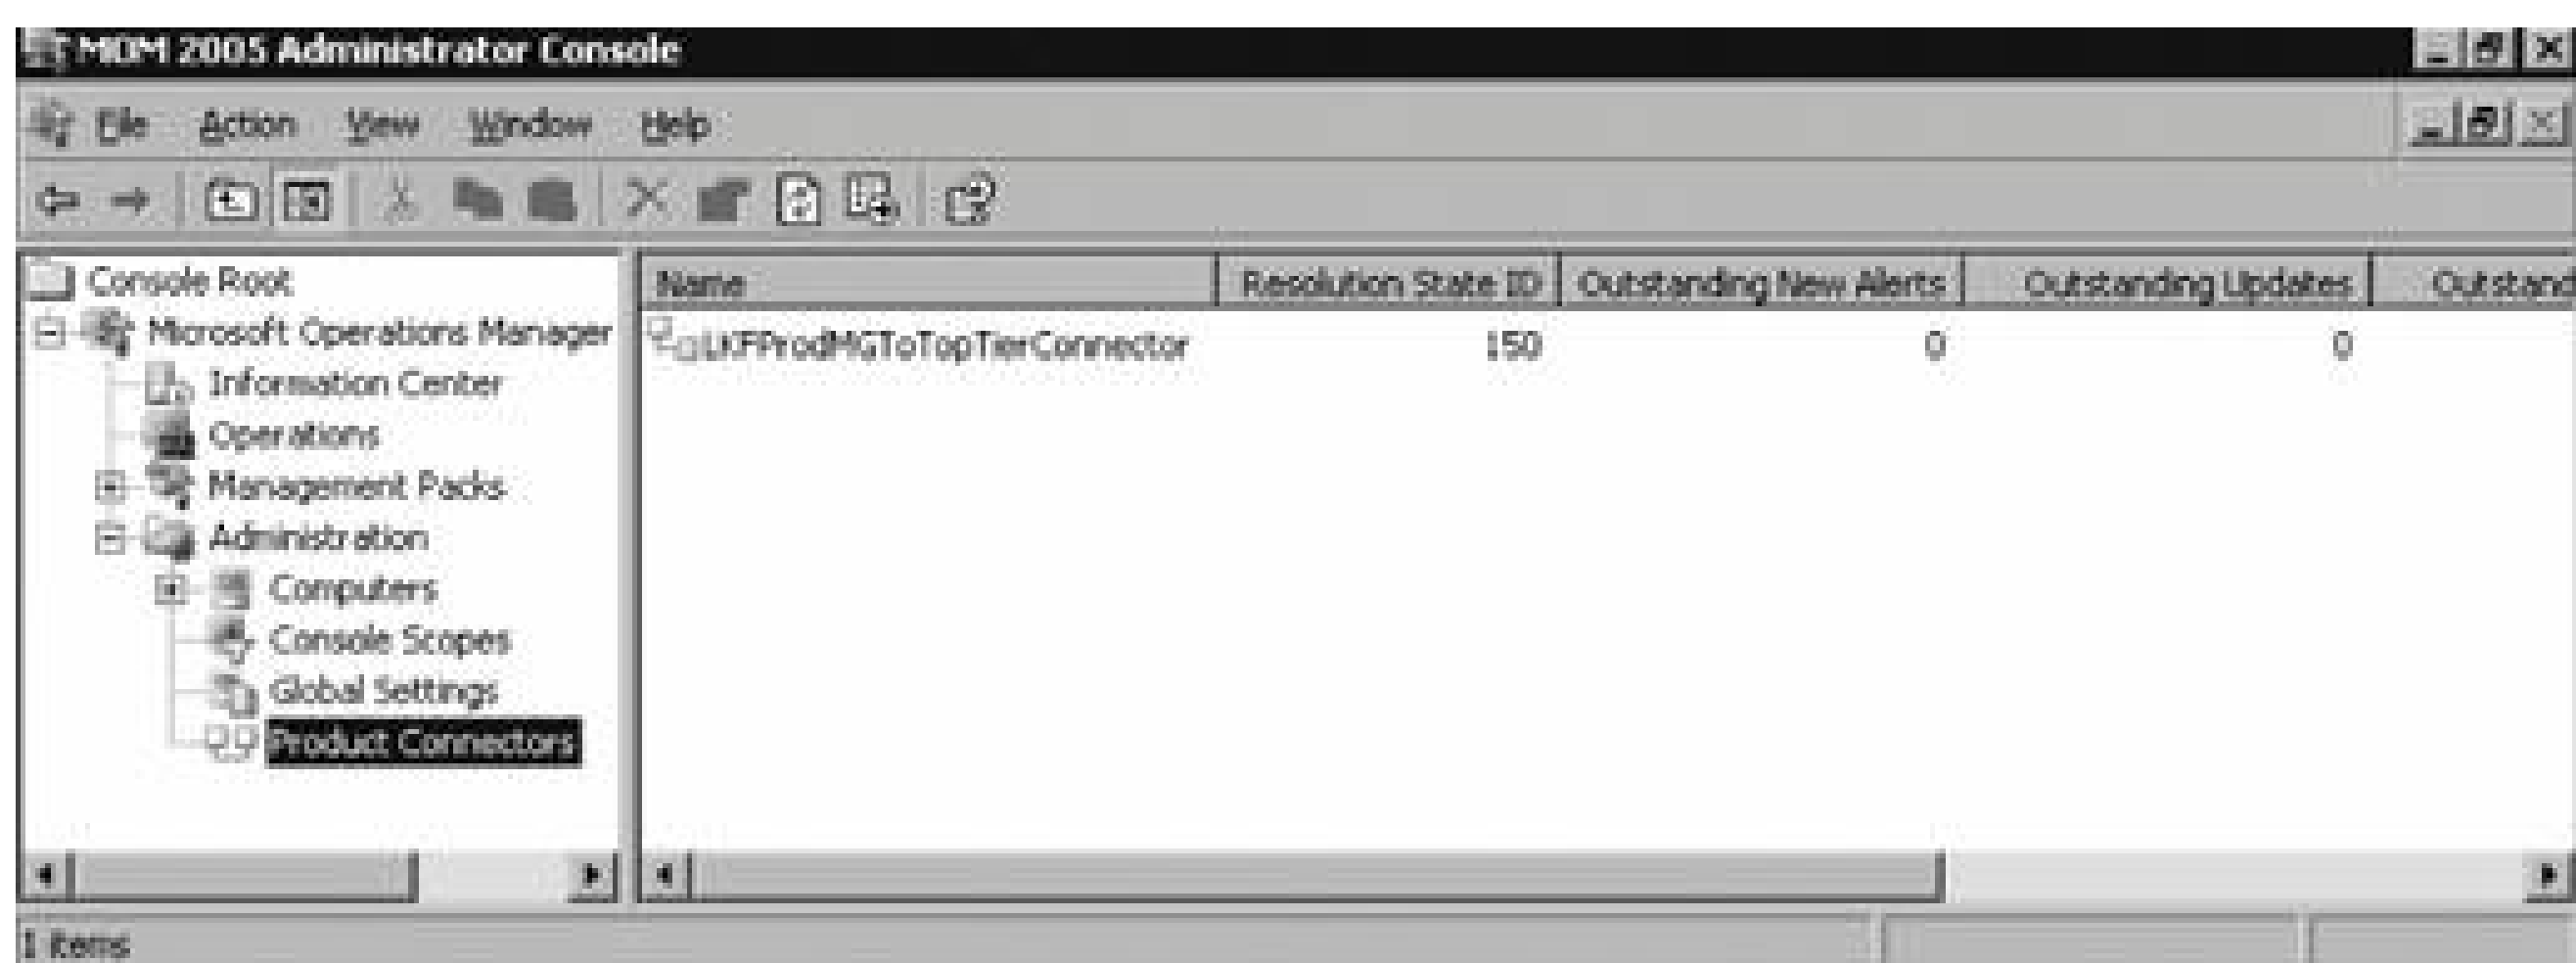 MOM 2005 Administrator Console
File Action View Window Help
Console Root
Microsoft Operations Manager
Information Center
Operations
Management Packs
Administration
Computers
Console Scopes
Global Settings
Product Connectors
Name Resolution State ID Outstanding New Alerts Outstanding Updates Outstand
LKFProdMGToTopTierConnector 150 0 0
1 items